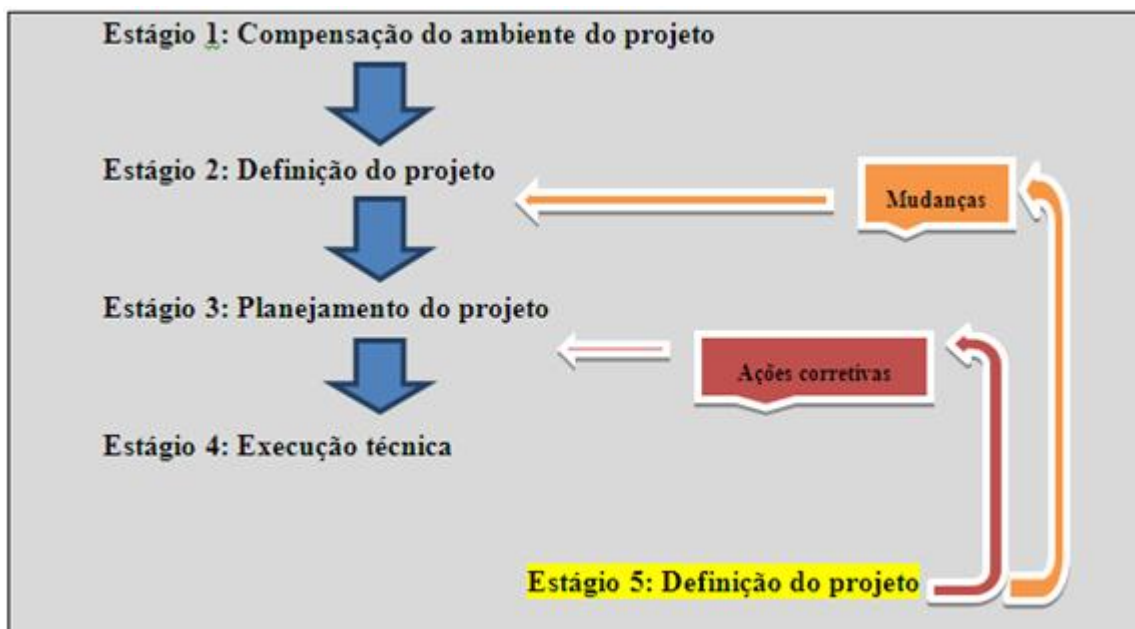 Estágio 1: Compensação do ambiente do projeto
Estágio 2: Definição do projeto
Mudanças
Estágio 3: Planejamento do projeto
Ações corretivas
Estágio 4: Execução técnica
Estágio 5: Definição do projeto